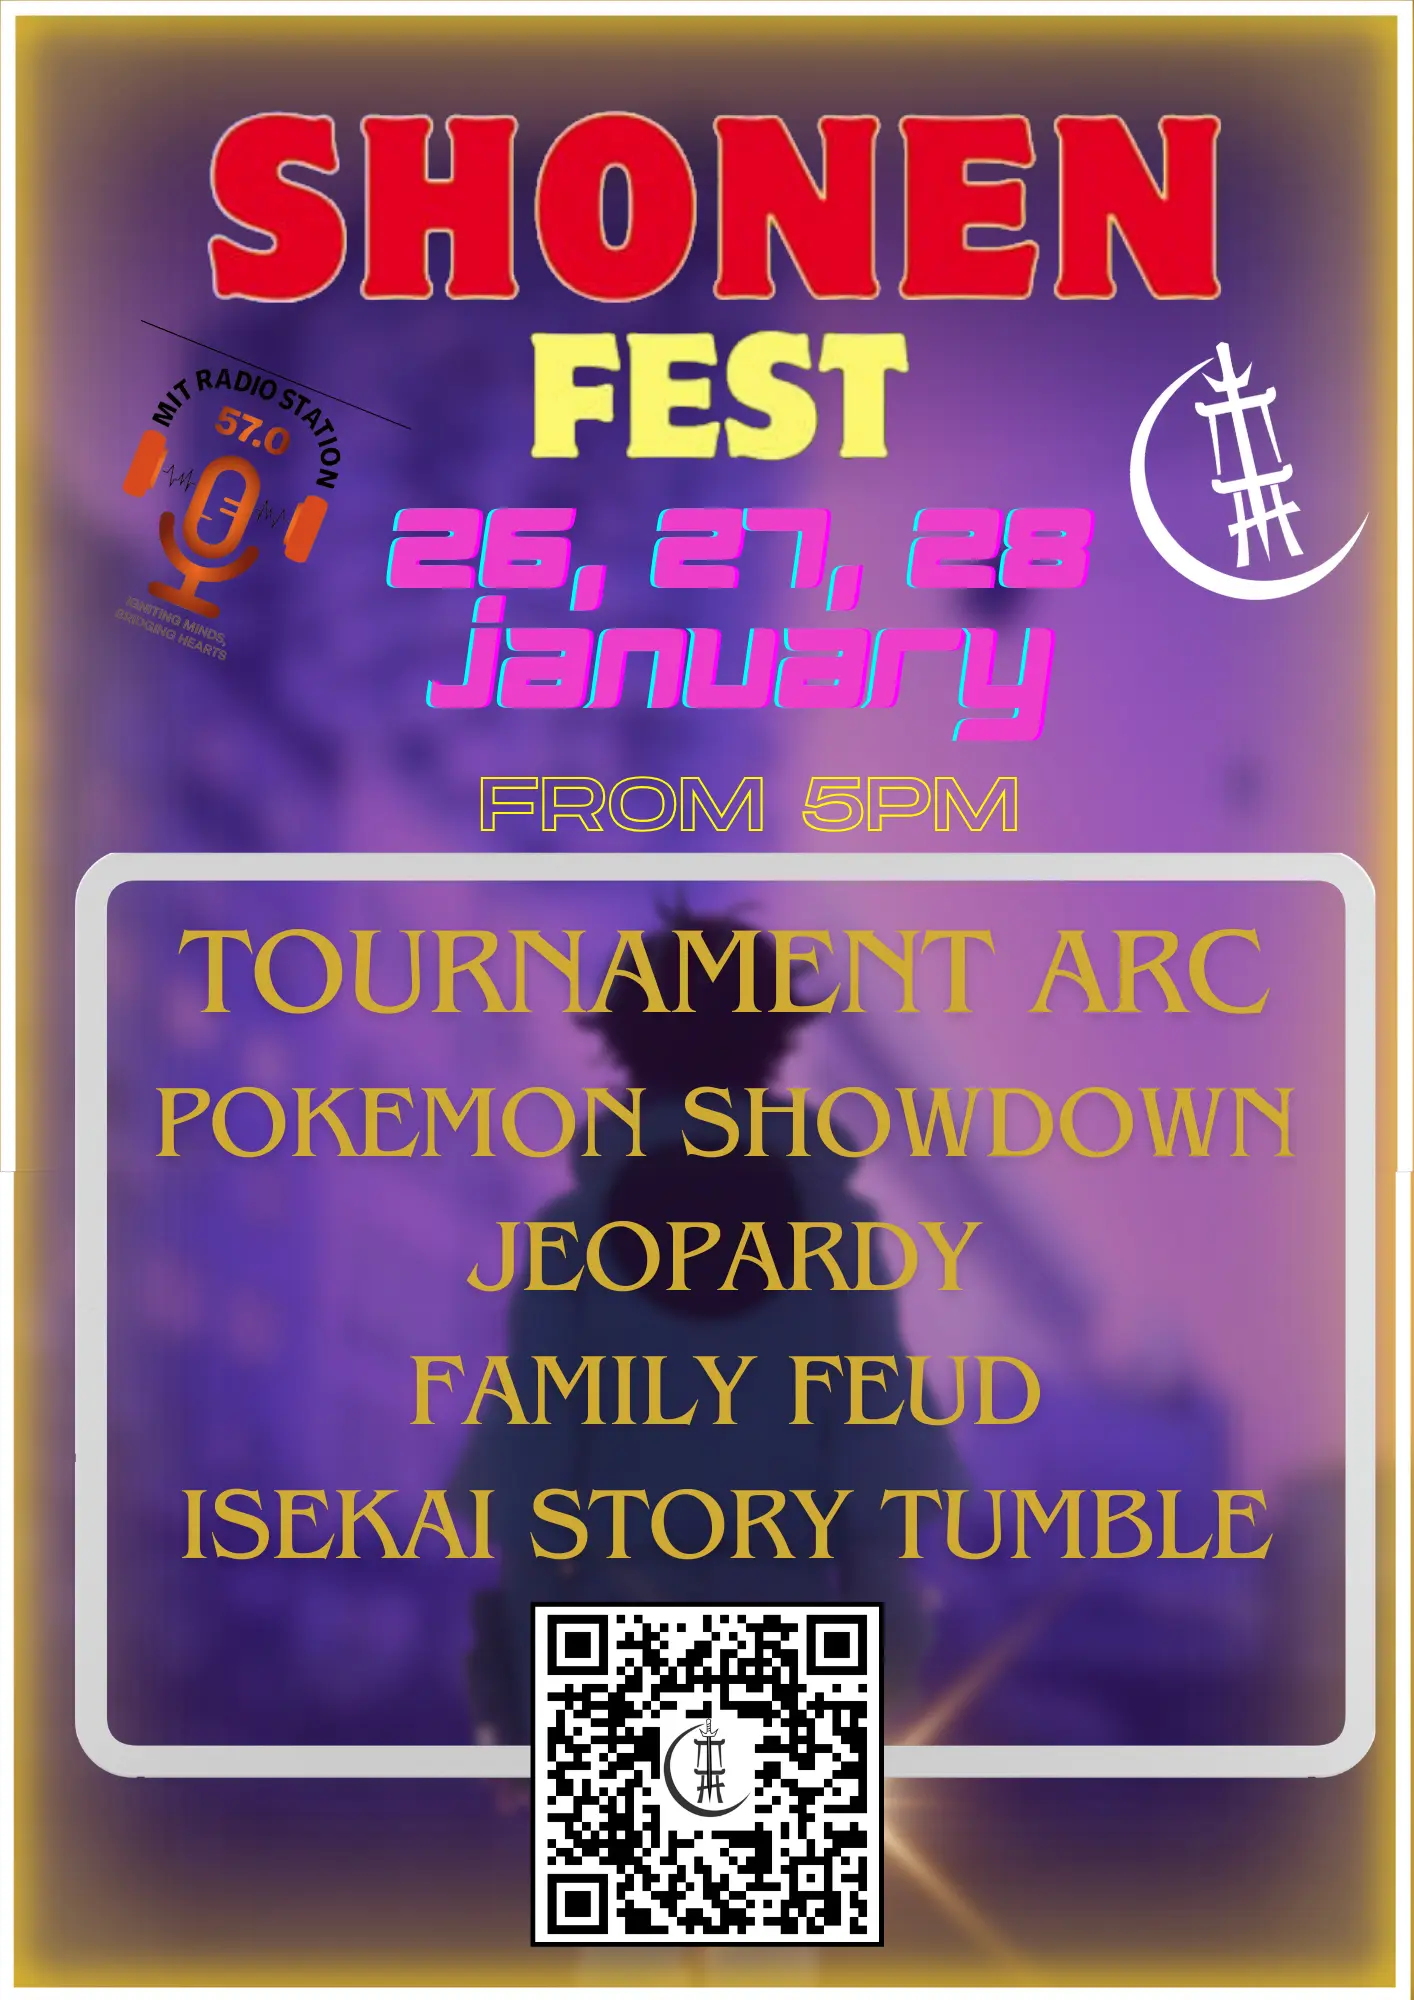 SHONEN
FEST
MIT RADIO STATION
57.0
IGNITING MINDS,
BRIDGING HEARTS
26, 27, 28
january
FROM 5PM
TOURNAMENT ARC
POKEMON SHOWDOWN
JEOPARDY
FAMILY FEUD
ISEKAI STORY TUMBLE